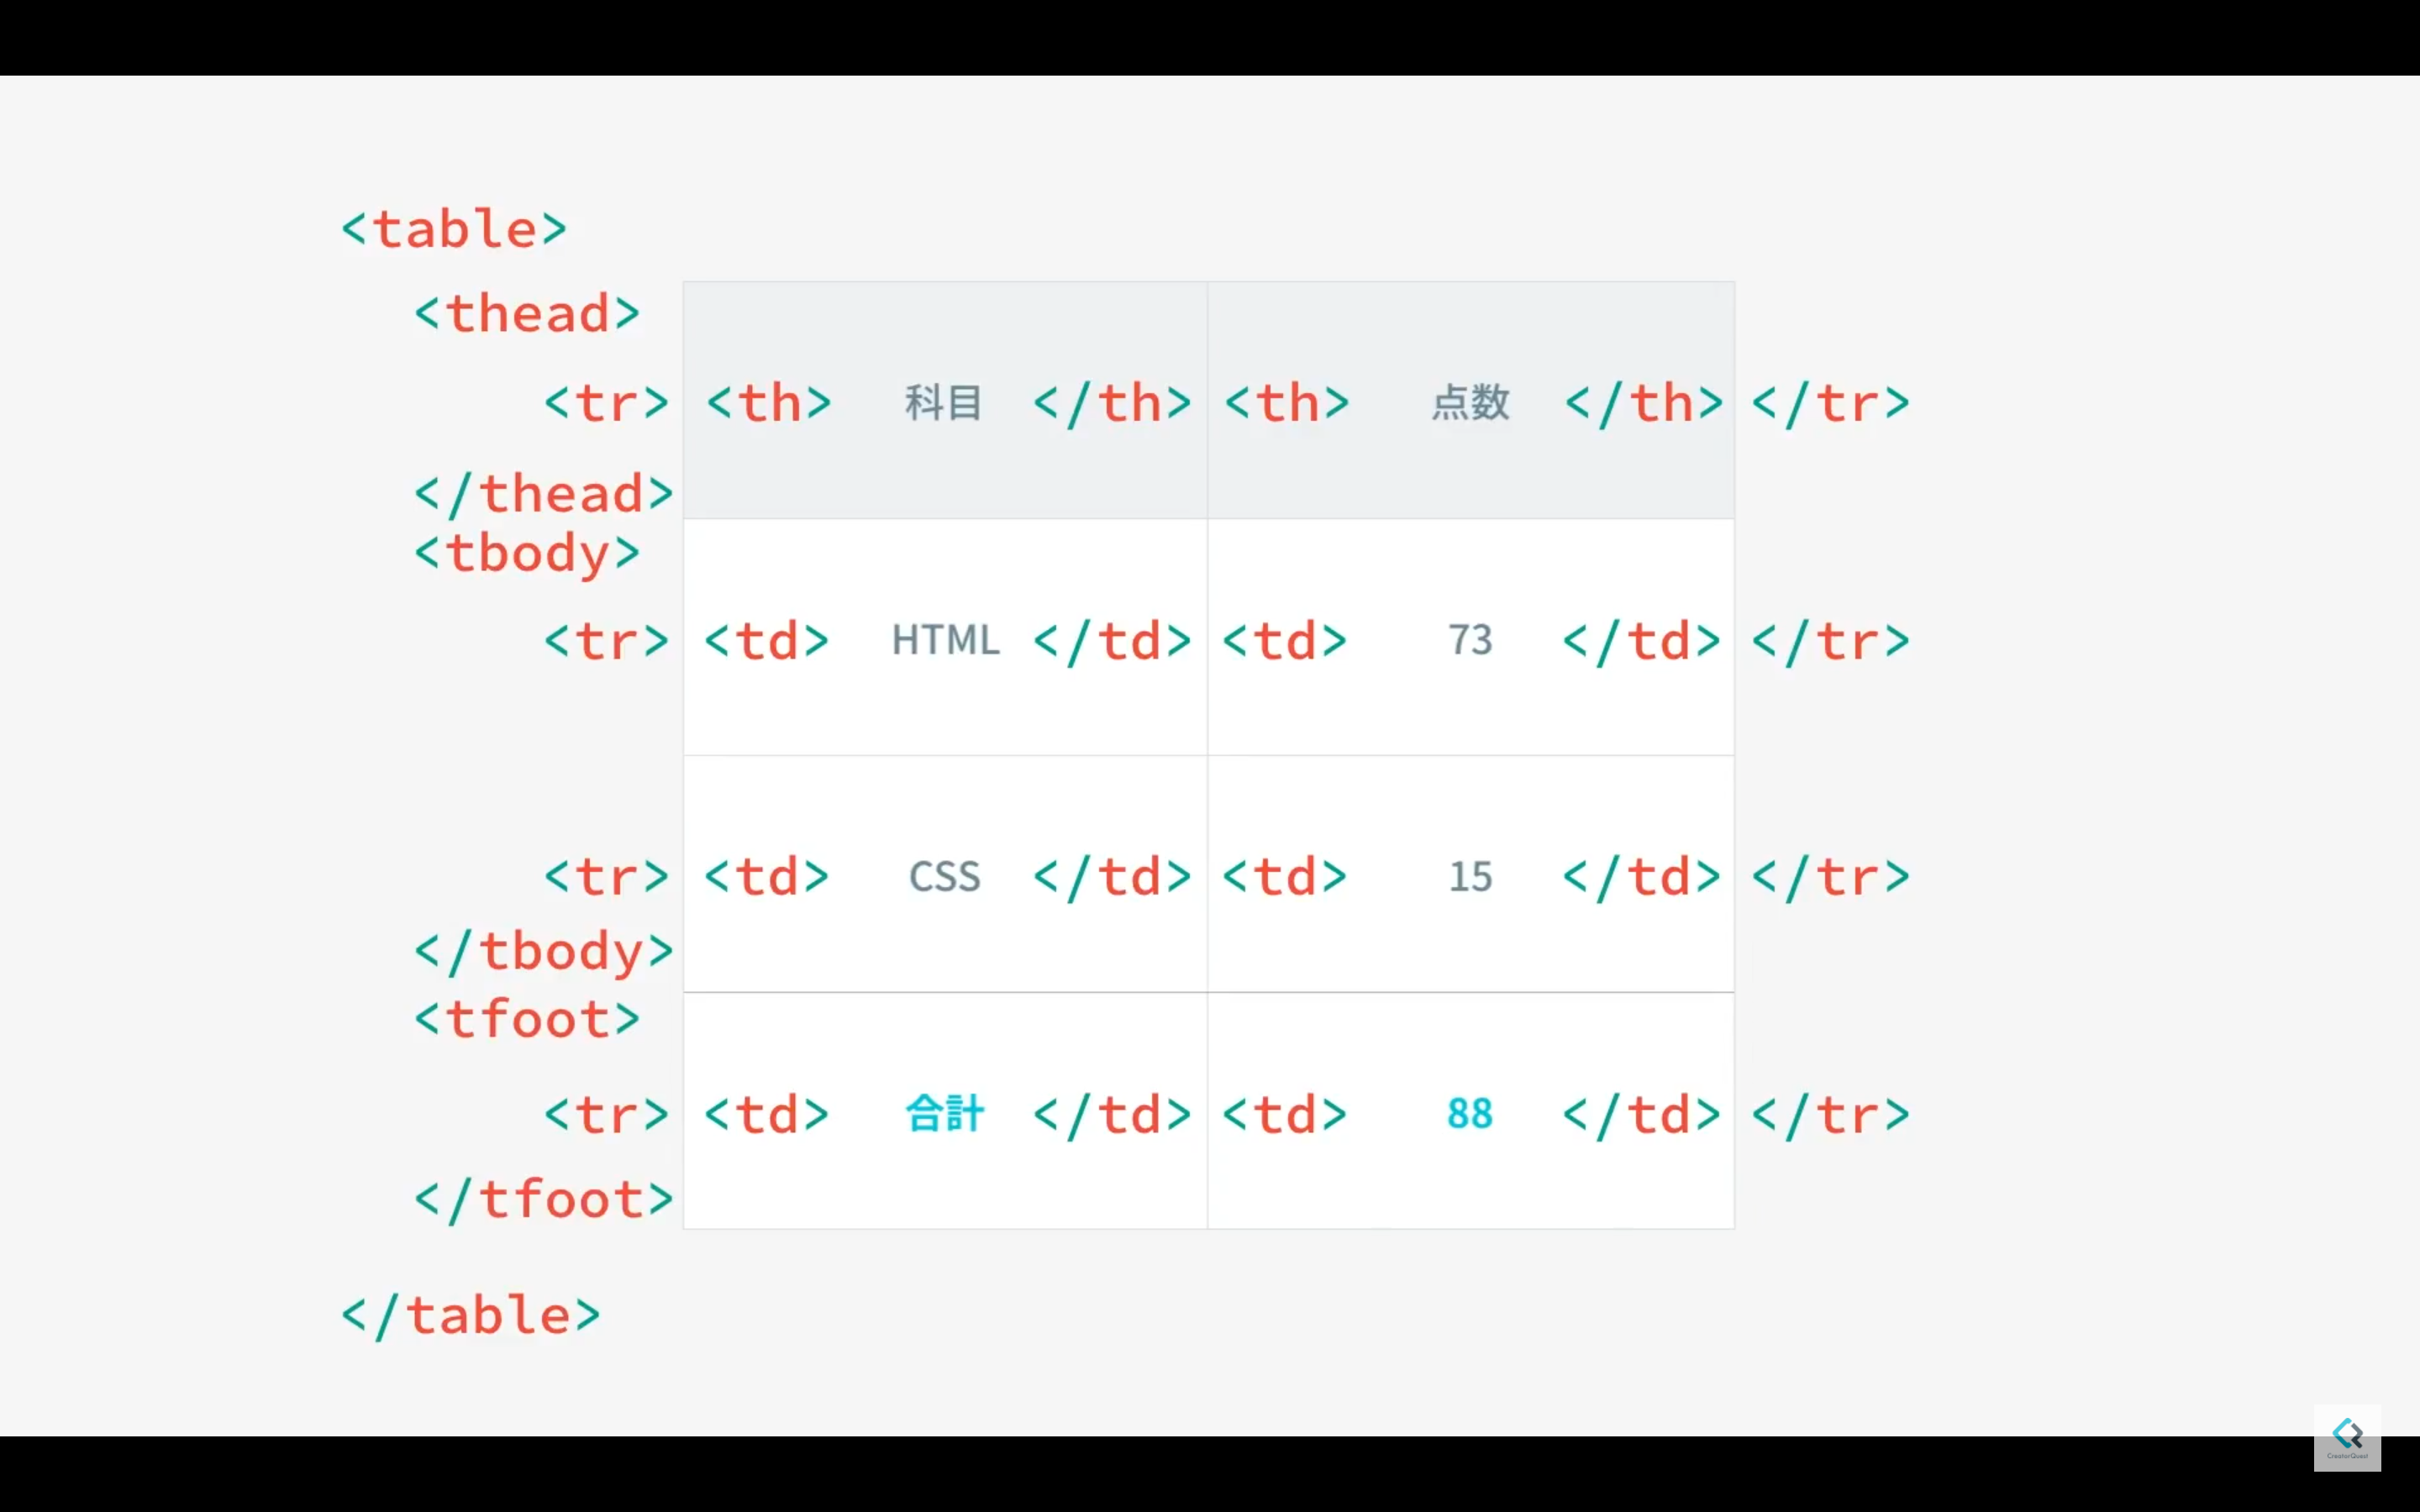 <table>
<thead>
<tr> <th> 科目 </th> <th> 点数 </th> </tr>
</thead>
<tbody>
<tr> <td> HTML </td> <td> 73 </td> </tr>
<tr> <td> CSS </td> <td> 15 </td> </tr>
</tbody>
<tfoot>
<tr> <td> 合計 </td> <td> 88 </td> </tr>
</tfoot>
</table>
CreatorQuest